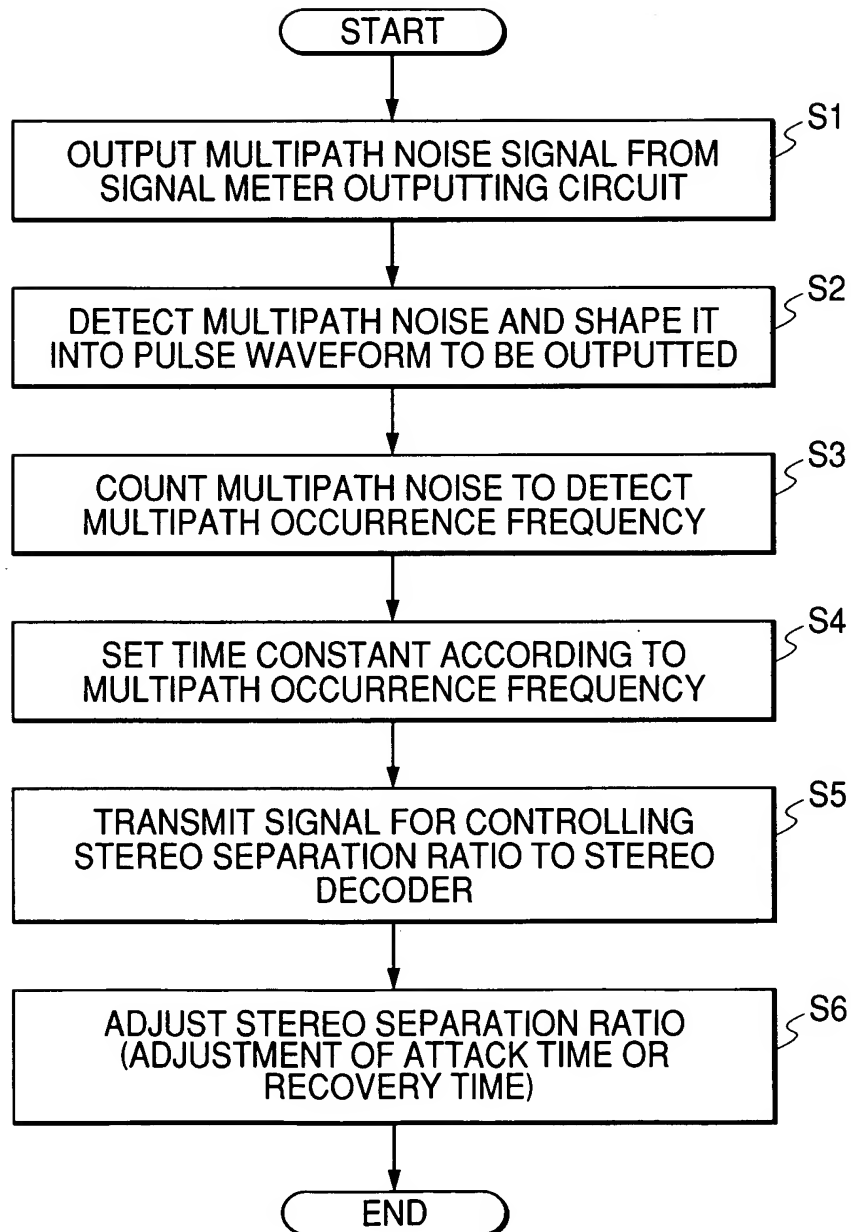 START
S1
OUTPUT MULTIPATH NOISE SIGNAL FROM
SIGNAL METER OUTPUTTING CIRCUIT
S2
DETECT MULTIPATH NOISE AND SHAPE IT
INTO PULSE WAVEFORM TO BE OUTPUTTED
S3
COUNT MULTIPATH NOISE TO DETECT
MULTIPATH OCCURRENCE FREQUENCY
S4
SET TIME CONSTANT ACCORDING TO
MULTIPATH OCCURRENCE FREQUENCY
S5
TRANSMIT SIGNAL FOR CONTROLLING
STEREO SEPARATION RATIO TO STEREO
DECODER
S6
ADJUST STEREO SEPARATION RATIO
(ADJUSTMENT OF ATTACK TIME OR
RECOVERY TIME)
END